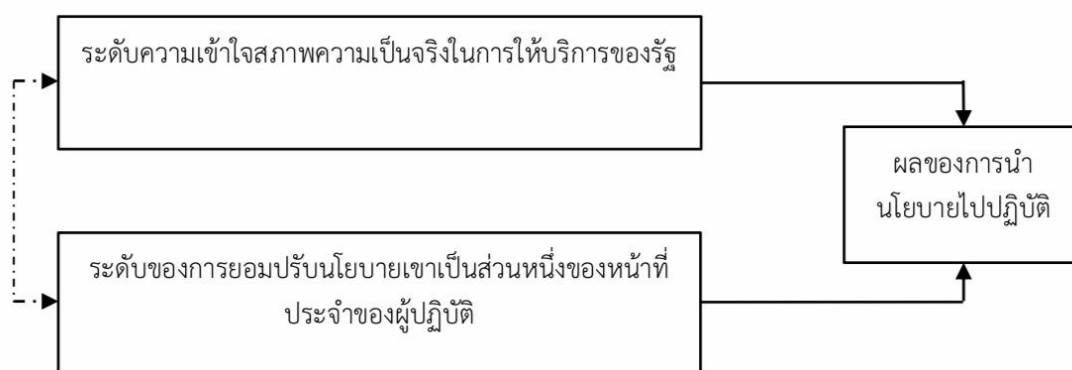 ระดับความเข้าใจสภาพความเป็นจริงในการให้บริการของรัฐ
ผลของการนำ
นโยบายไปปฏิบัติ
ระดับของการยอมปรับนโยบายเขาเป็นส่วนหนึ่งของหน้าที่
ประจำของผู้ปฏิบัติ